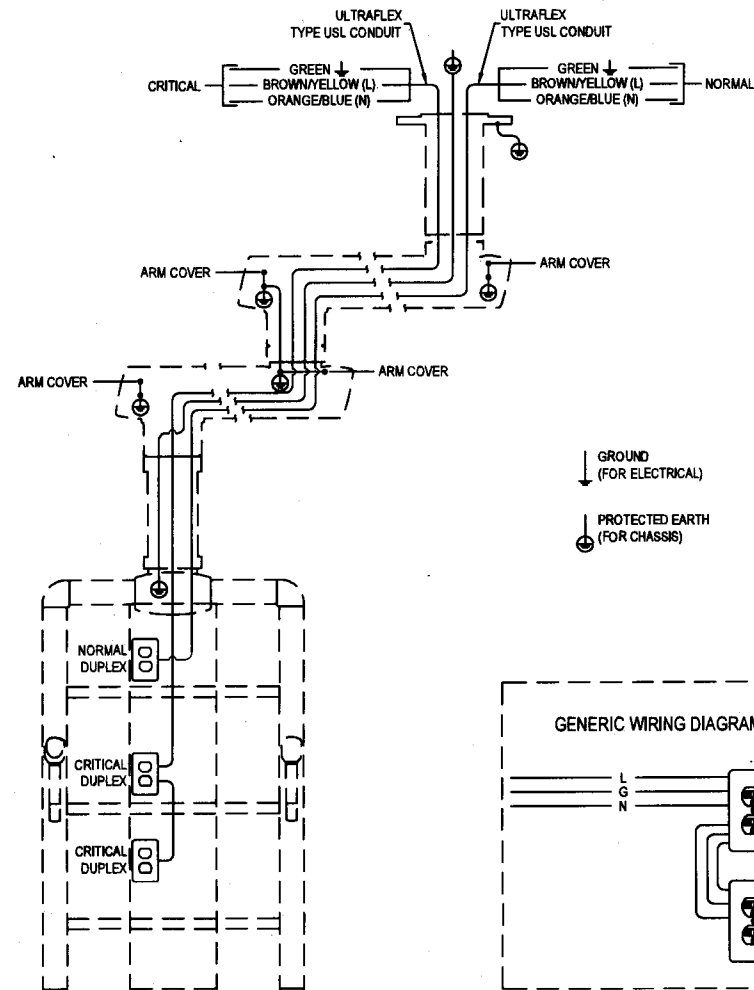 ULTRAFLEX
TYPE USL CONDUIT
ULTRAFLEX
TYPE USL CONDUIT
CRITICAL
GREEN
BROWN/YELLOW (L)
ORANGE/BLUE (N)
GREEN
BROWN/YELLOW (L)
ORANGE/BLUE (N)
NORMAL
ARM COVER
ARM COVER
ARM COVER
ARM COVER
GROUND
(FOR ELECTRICAL)
PROTECTED EARTH
(FOR CHASSIS)
NORMAL
DUPLEX
CRITICAL
DUPLEX
CRITICAL
DUPLEX
GENERIC WIRING DIAGRAM
L
G
N